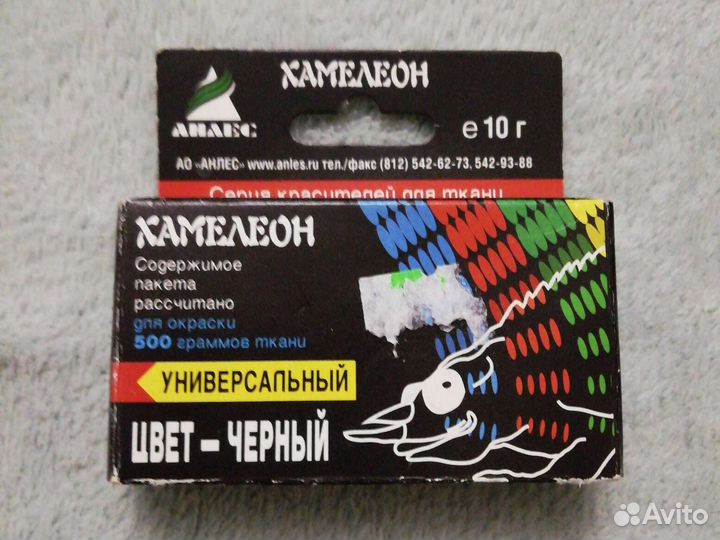 ХАМЕЛЕОН
АНЛЕС
е 10 г
АО «АНЛЕС» www.anles.ru тел./факс (812) 542-62-73, 542-93-88
Серия красителей для ткани
ХАМЕЛЕОН
Содержимое
пакета
рассчитано
для окраски
500 граммов ткани
УНИВЕРСАЛЬНЫЙ
ЦВЕТ – ЧЕРНЫЙ
Avito